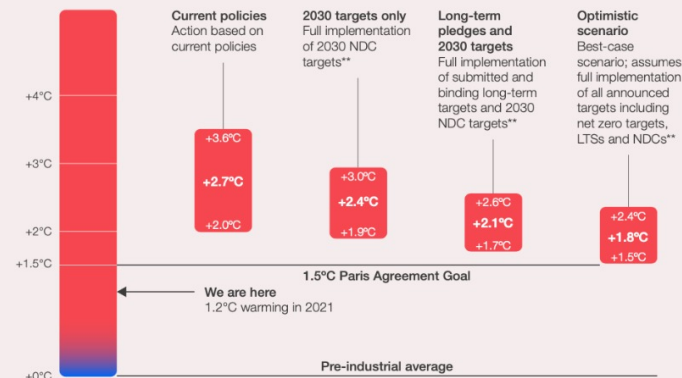 Current policies
Action based on
current policies
2030 targets only
Full implementation
of 2030 NDC
targets**
Long-term
pledges and
2030 targets
Full implementation
of submitted and
binding long-term
targets and 2030
NDC targets**
Optimistic
scenario
Best-case
scenario; assumes
full implementation
of all announced
targets including
net zero targets,
LTSs and NDCs**
+4°C
+3°C
+2°C
+1.5°C
+0°C
+3.6°C
+2.7°C
+2.0°C
+3.0°C
+2.4°C
+1.9°C
+2.6°C
+2.1°C
+1.7°C
+2.4°C
+1.8°C
+1.5°C
1.5°C Paris Agreement Goal
We are here
1.2°C warming in 2021
Pre-industrial average